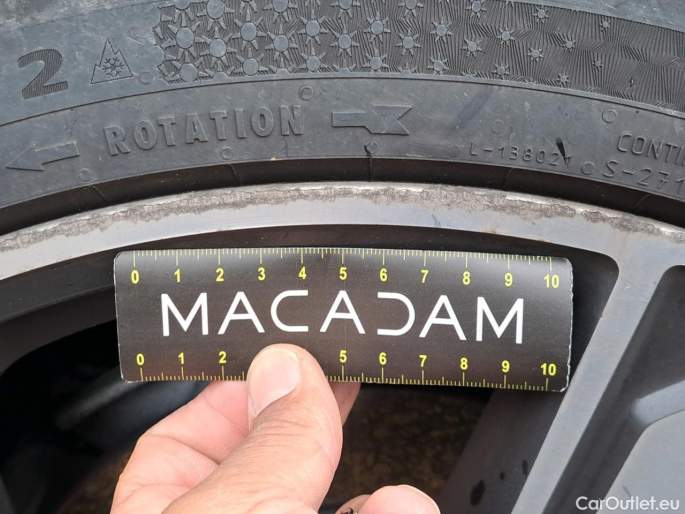 2
ROTATION
L-138021
S-271
CONTI
0 1 2 3 4 5 6 7 8 9 10
MACADAM
0 1 2 5 6 7 8 9 10
CarOutlet.eu